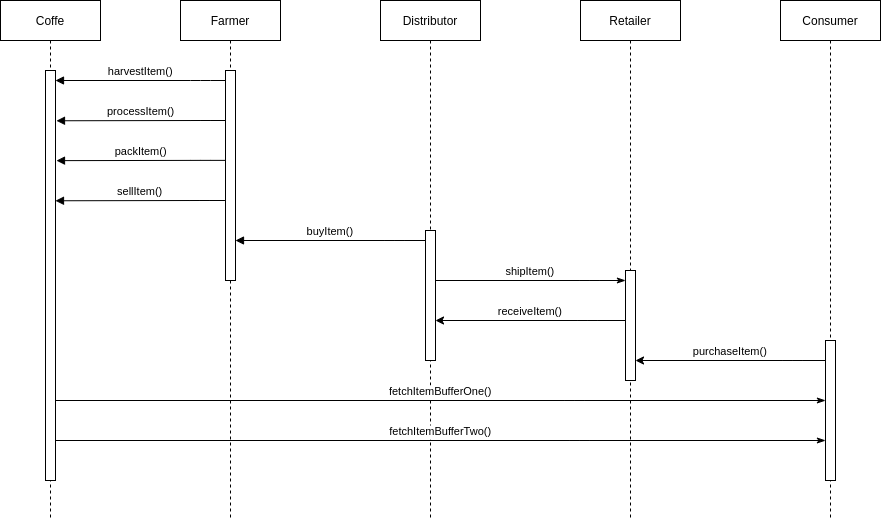 Coffe
Farmer
Distributor
Retailer
Consumer
harvestItem()
processItem()
packItem()
sellItem()
buyItem()
shipItem()
receiveItem()
purchaseItem()
fetchItemBufferOne()
fetchItemBufferTwo()